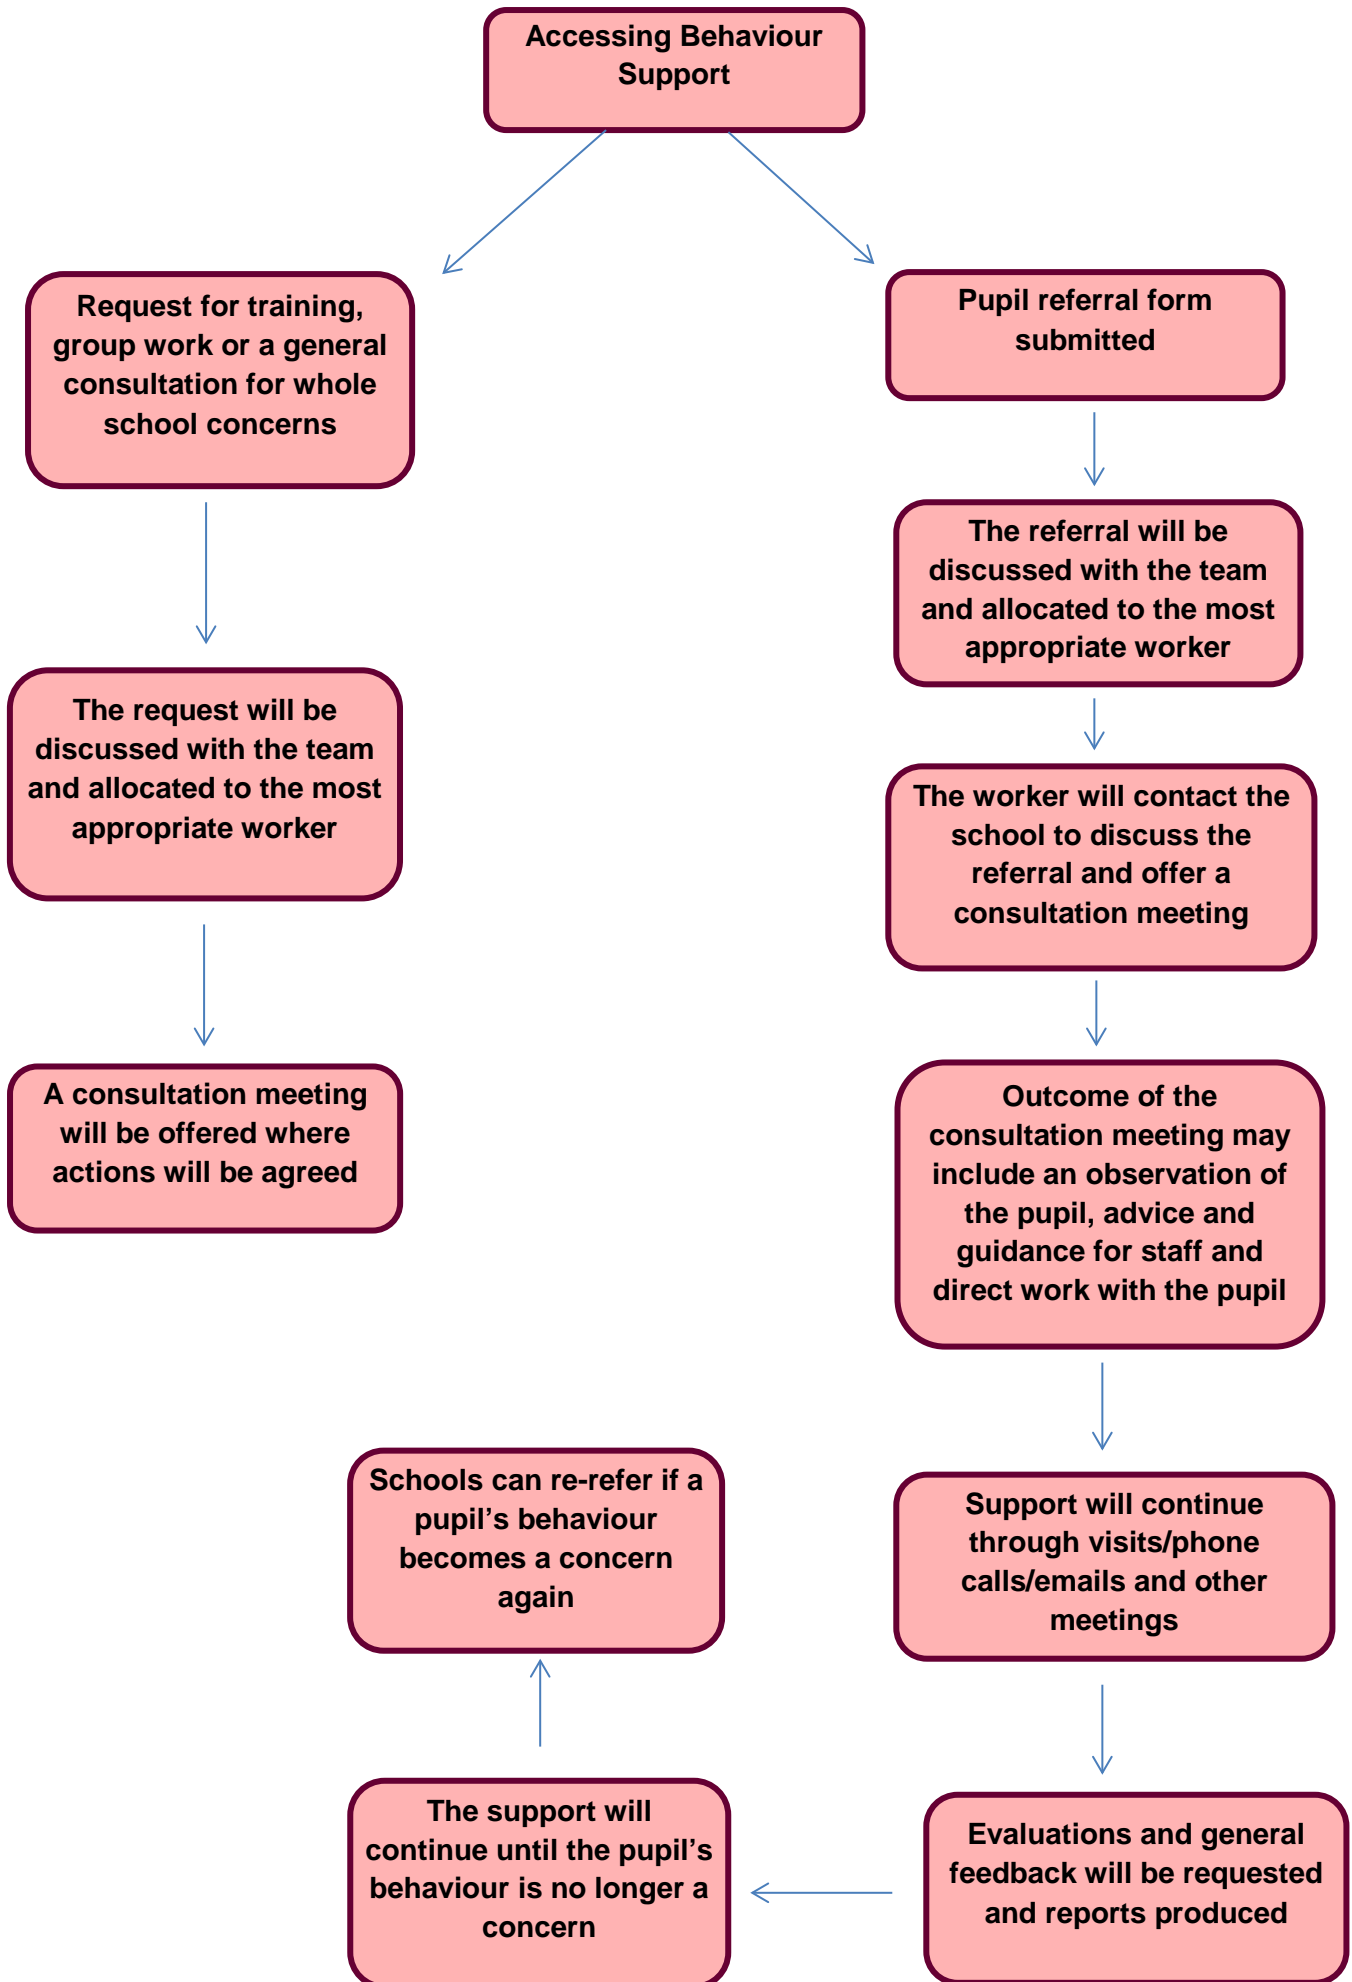 Accessing Behaviour
Support
Request for training,
group work or a general
consultation for whole
school concerns
The request will be
discussed with the team
and allocated to the most
appropriate worker
A consultation meeting
will be offered where
actions will be agreed
Pupil referral form
submitted
The referral will be
discussed with the team
and allocated to the most
appropriate worker
The worker will contact the
school to discuss the
referral and offer a
consultation meeting
Outcome of the
consultation meeting may
include an observation of
the pupil, advice and
guidance for staff and
direct work with the pupil
Support will continue
through visits/phone
calls/emails and other
meetings
Evaluations and general
feedback will be requested
and reports produced
The support will
continue until the pupil’s
behaviour is no longer a
concern
Schools can re-refer if a
pupil’s behaviour
becomes a concern
again